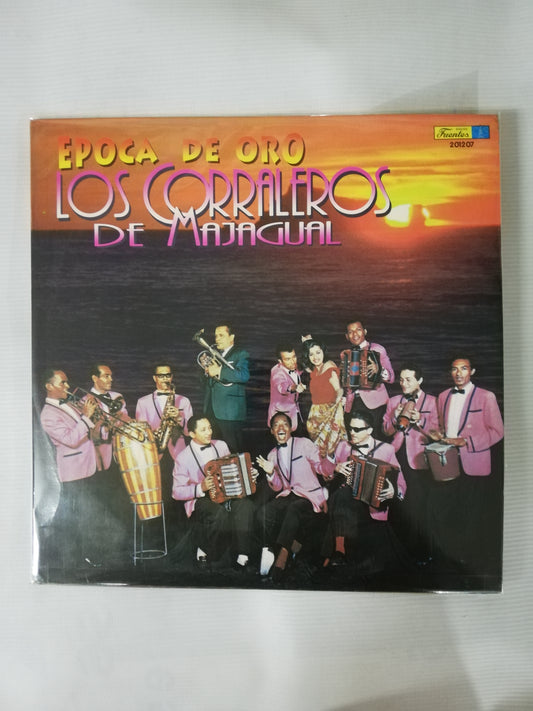 EPOCA DE ORO
LOS CORRALEROS
DE MAJAGUAL
Fuentes
201207